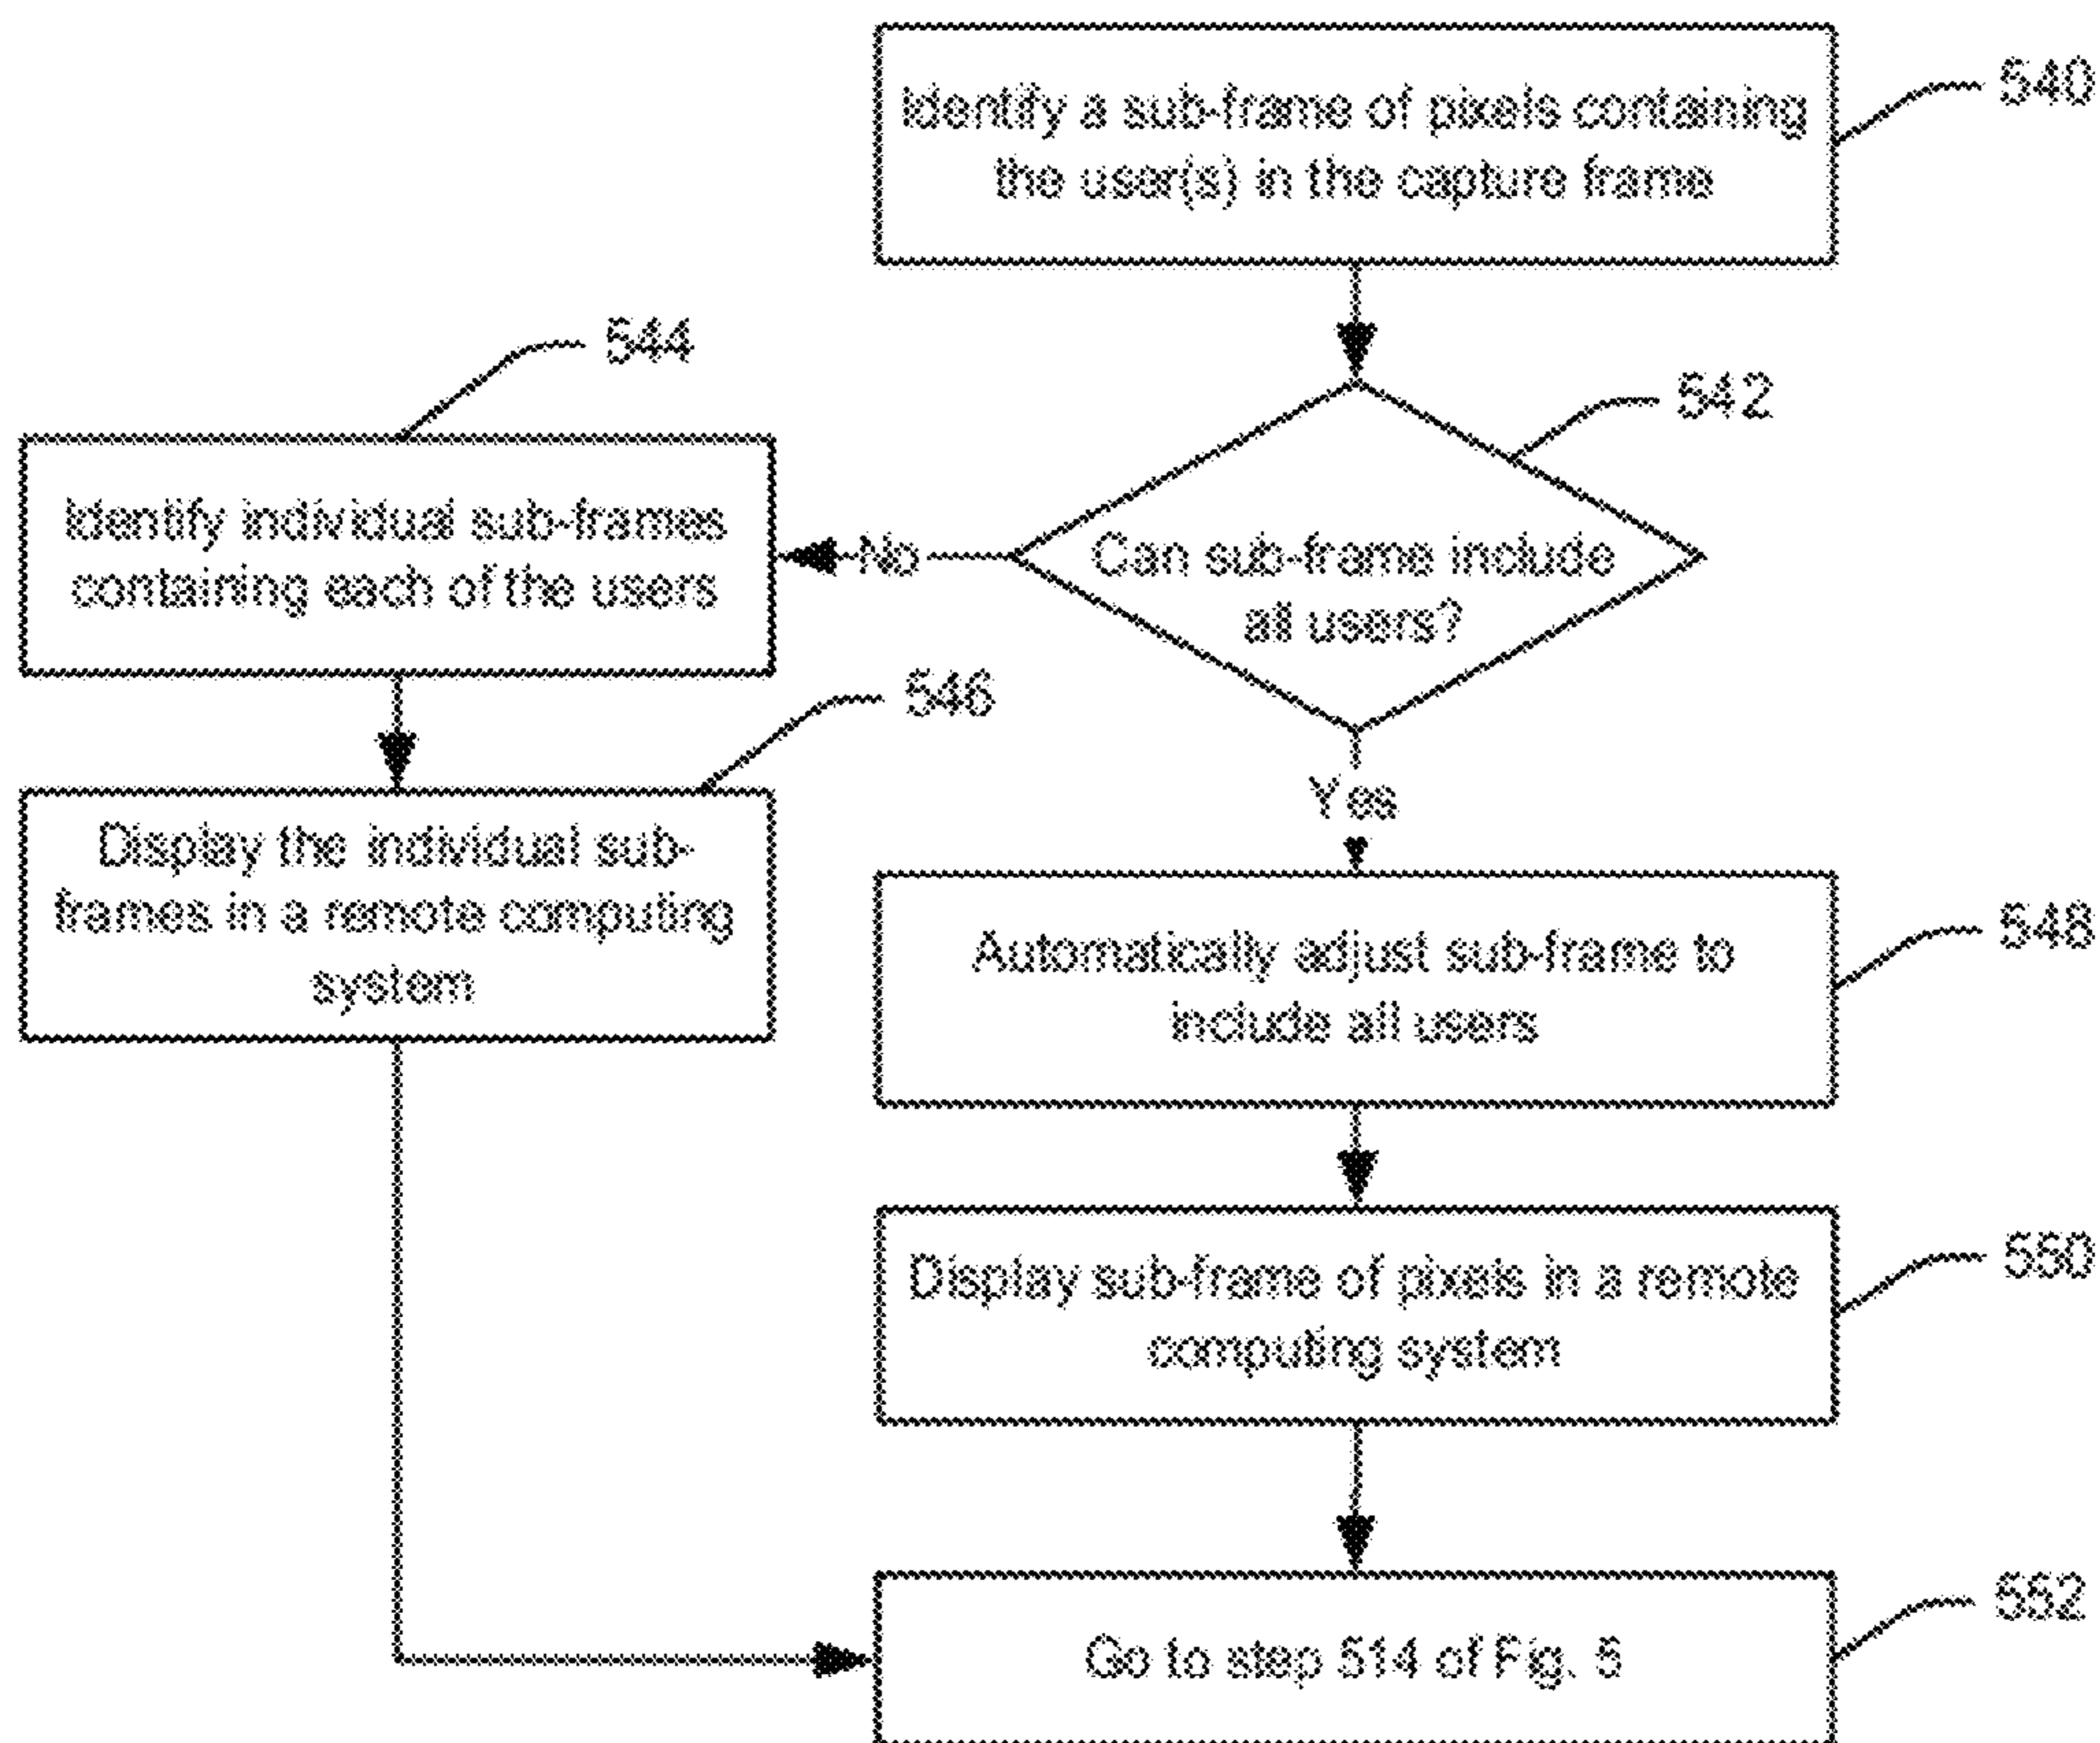 Identify a sub-frame of pixels containing
the user(s) in the capture frame
540
542
Can sub-frame include
all users?
No
Yes
544
Identify individual sub-frames
containing each of the users
546
Display the individual sub-
frames in a remote computing
system
548
Automatically adjust sub-frame to
include all users
550
Display sub-frame of pixels in a remote
computing system
552
Go to step 514 of Fig. 5